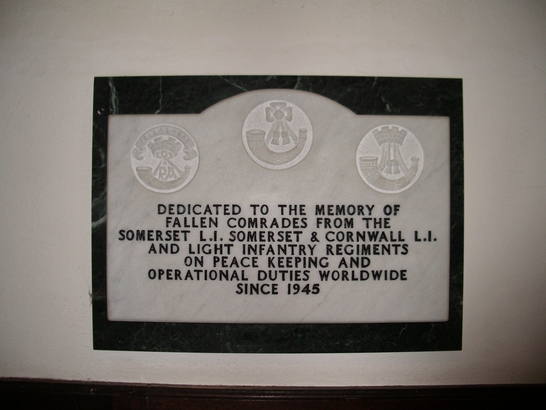 DEDICATED TO THE MEMORY OF
FALLEN COMRADES FROM THE
SOMERSET L.I. SOMERSET & CORNWALL L.I.
AND LIGHT INFANTRY REGIMENTS
ON PEACE KEEPING AND
OPERATIONAL DUTIES WORLDWIDE
SINCE 1945